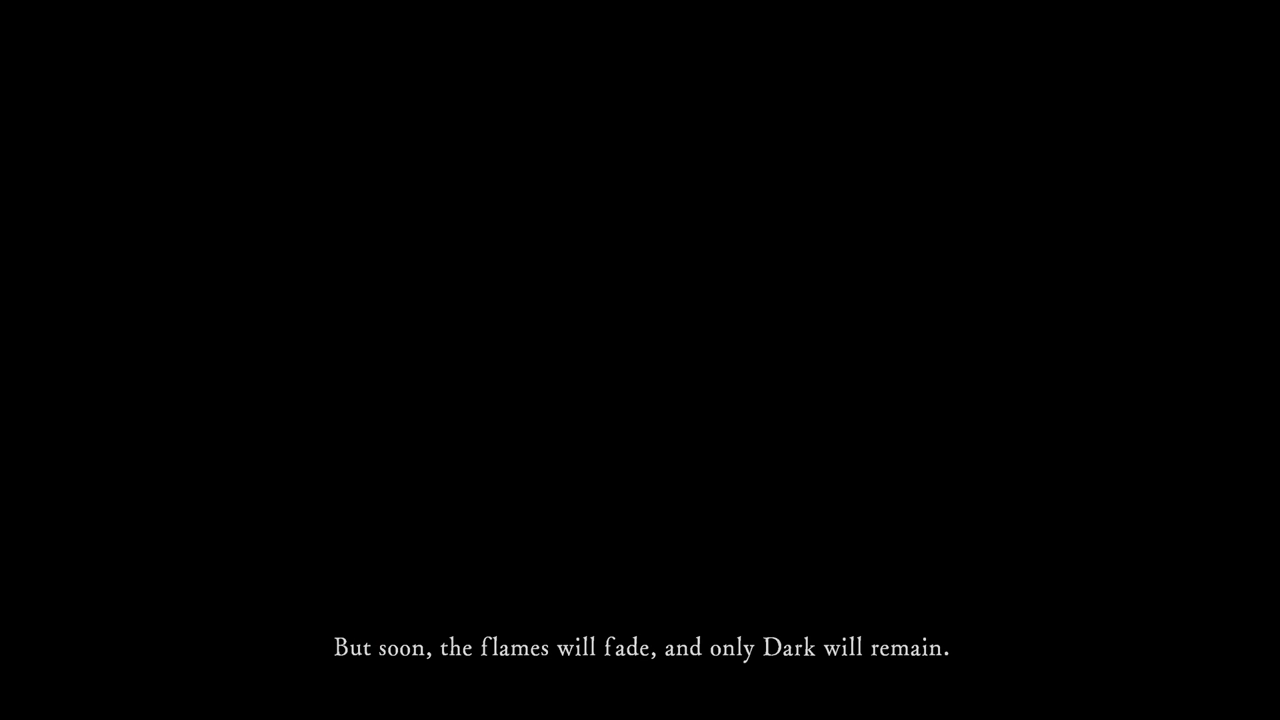 But soon, the flames will fade, and only Dark will remain.